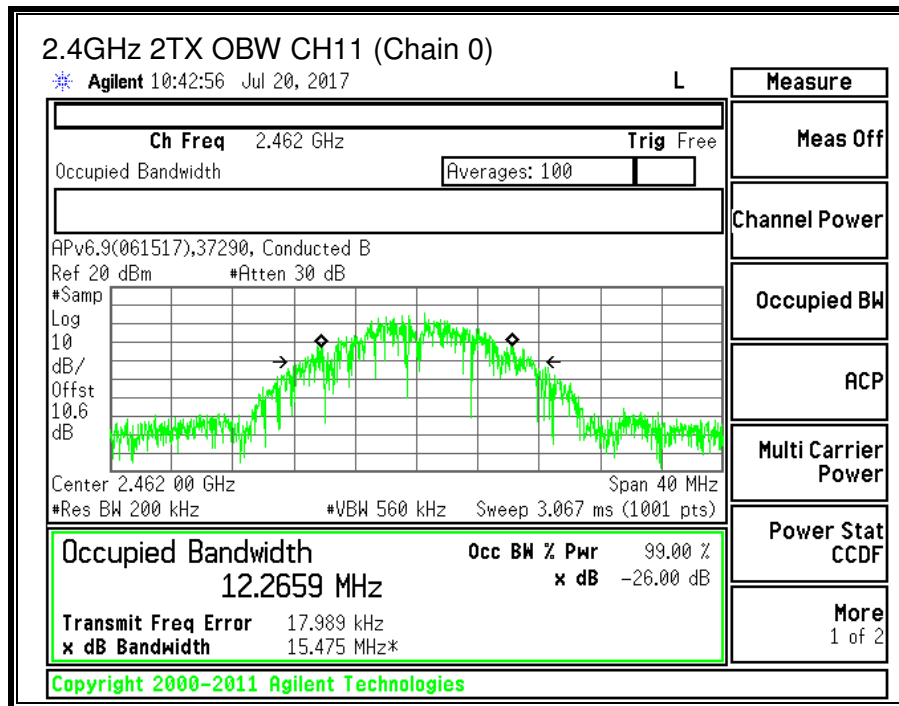 2.4GHz 2TX OBW CH11 (Chain 0)
Agilent 10:42:56 Jul 20, 2017 L
Measure
Ch Freq 2.462 GHz Trig Free
Meas Off
Occupied Bandwidth Averages: 100
Channel Power
APv6.9(061517),37290, Conducted B
Ref 20 dBm #Atten 30 dB
#Samp
Log
10
dB/
Offst
10.6
dB
Occupied BW
ACP
Multi Carrier
Power
Center 2.462 00 GHz Span 40 MHz
#Res BW 200 kHz #VBW 560 kHz Sweep 3.067 ms (1001 pts)
Power Stat
CCDF
Occupied Bandwidth Occ BW % Pwr 99.00 %
12.2659 MHz x dB -26.00 dB
Transmit Freq Error 17.989 kHz
x dB Bandwidth 15.475 MHz*
More
1 of 2
Copyright 2000-2011 Agilent Technologies